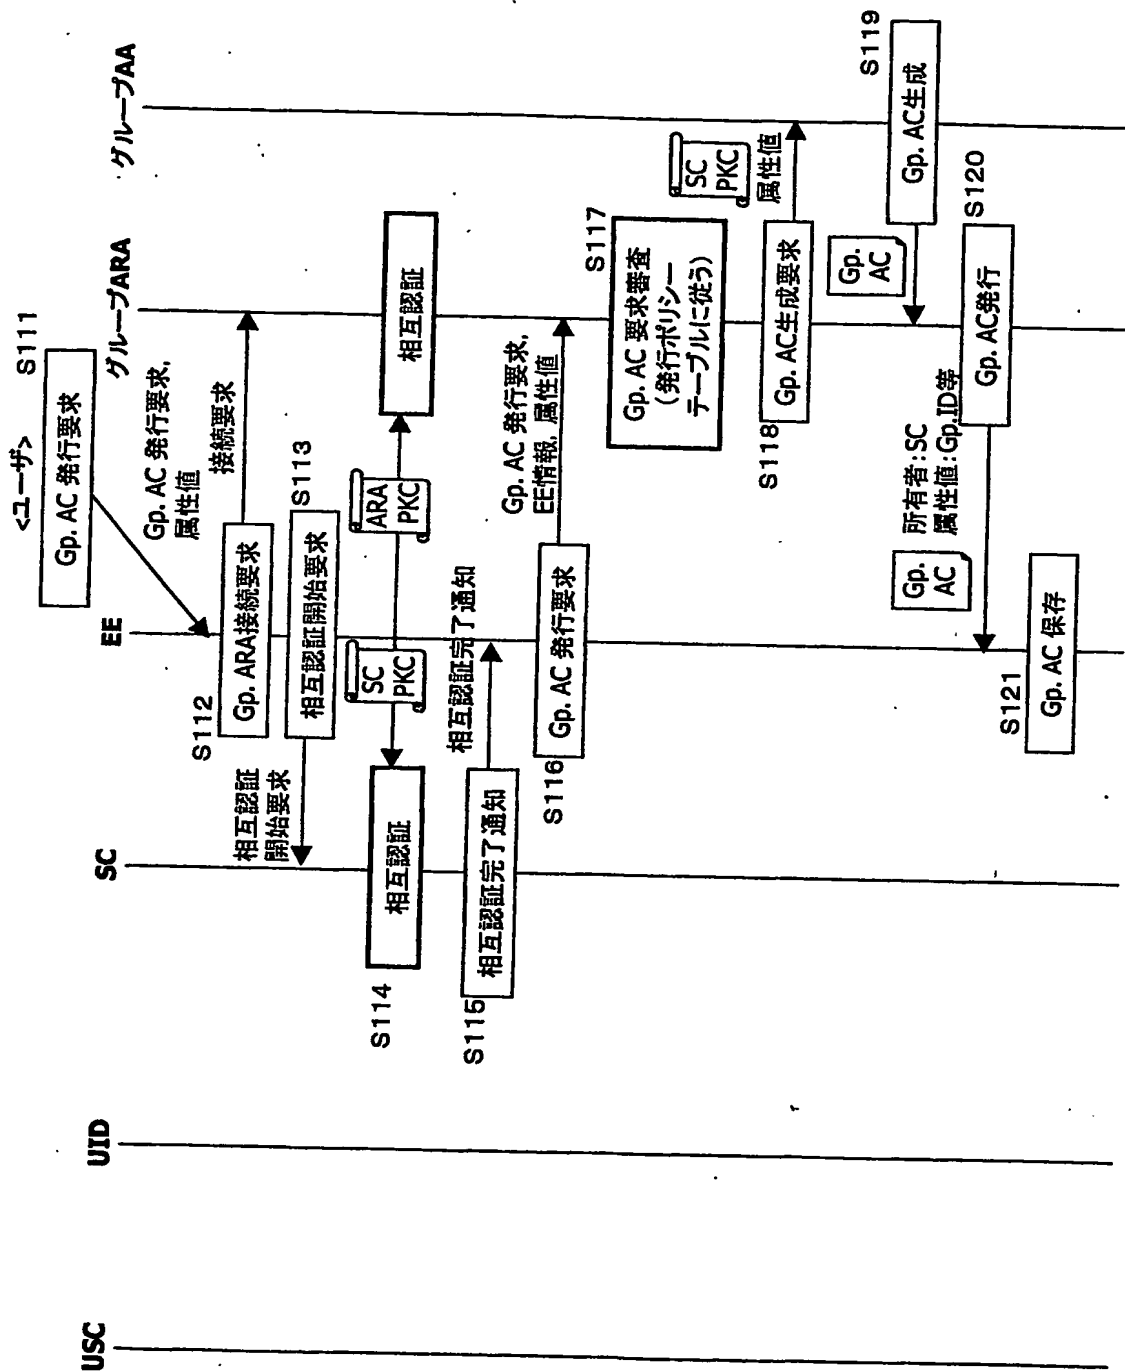 <ユーザ>
Gp. AC 発行要求
S111
USC
UID
SC
EE
グループARA
グループAA
Gp. AC 発行要求,
属性値
S112
Gp. ARA接続要求
接続要求
相互認証
開始要求
相互認証開始要求
S113
S114
相互認証
SC
PKC
ARA
PKC
相互認証
S115
相互認証完了通知
相互認証完了通知
S116
Gp. AC 発行要求
Gp. AC 発行要求,
EE情報, 属性値
S117
Gp. AC 要求審査
(発行ポリシー
テーブルに従う)
S118
Gp. AC生成要求
SC
PKC
属性値
S119
Gp. AC生成
Gp.
AC
S120
Gp. AC発行
所有者:SC
属性値:Gp.ID等
Gp.
AC
S121
Gp. AC 保存